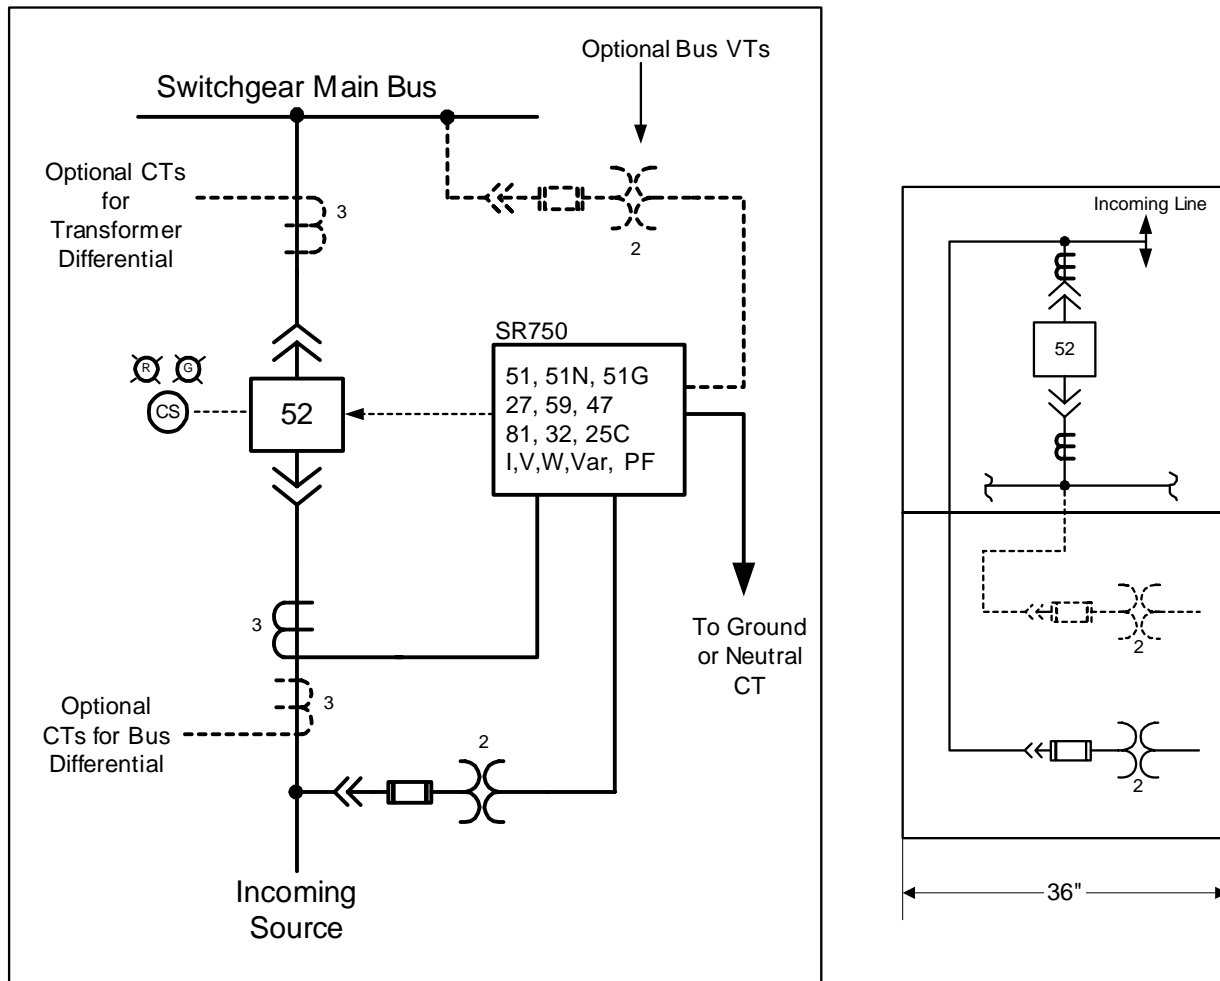 Optional Bus VTs
Switchgear Main Bus
Optional CTs
for
Transformer
Differential
3
2
R
G
CS
52
SR750
51, 51N, 51G
27, 59, 47
81, 32, 25C
I,V,W,Var, PF
3
To Ground
or Neutral
CT
Optional
CTs for Bus
Differential
3
2
Incoming
Source
Incoming Line
52
2
2
36"